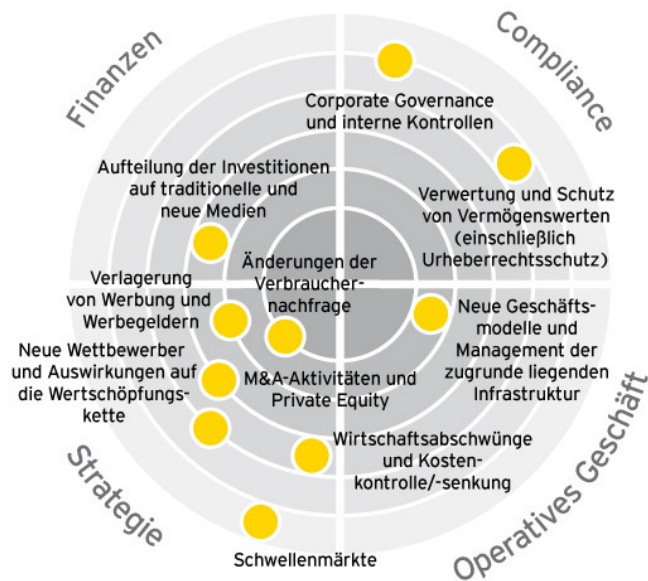 Finanzen
Compliance
Corporate Governance
und interne Kontrollen
Aufteilung der Investitionen
auf traditionelle und
neue Medien
Verwertung und Schutz
von Vermögenswerten
(einschließlich
Urheberrechtsschutz)
Änderungen der
Verbraucher-
nachfrage
Verlagerung
von Werbung und
Werbegeldern
Neue Geschäfts-
modelle und
Management der
zugrunde liegenden
Infrastruktur
Neue Wettbewerber
und Auswirkungen auf
die Wertschöpfungs-
kette
M&A-Aktivitäten und
Private Equity
Wirtschaftsabschwünge
und Kosten-
kontrolle/-senkung
Schwellenmärkte
Strategie
Operatives Geschäft